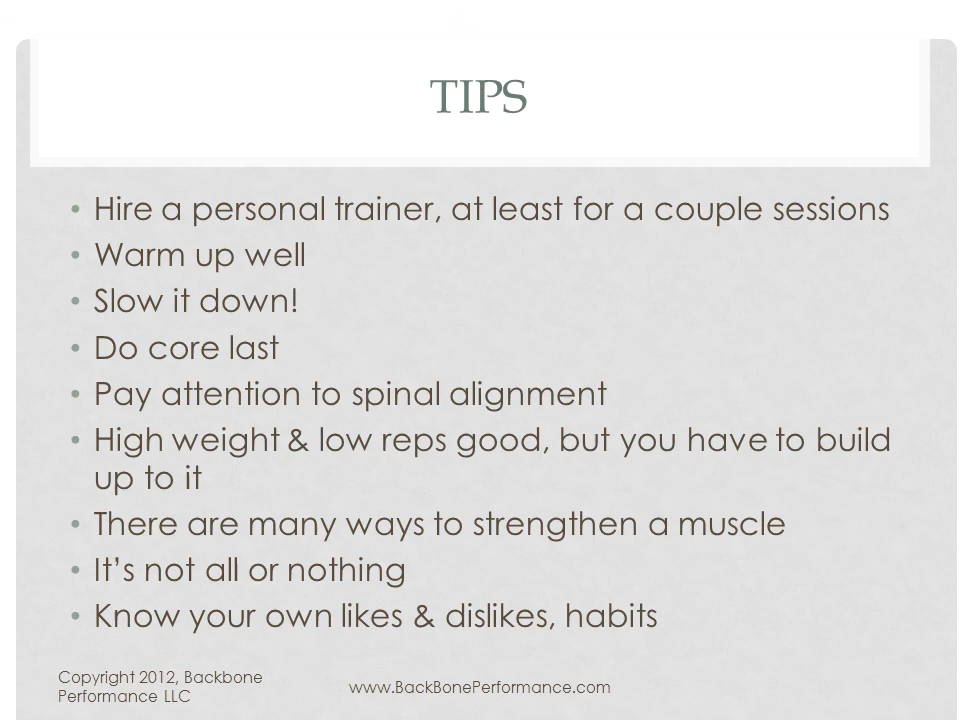 TIPS
• Hire a personal trainer, at least for a couple sessions
• Warm up well
• Slow it down!
• Do core last
• Pay attention to spinal alignment
• High weight & low reps good, but you have to build
up to it
• There are many ways to strengthen a muscle
• It’s not all or nothing
• Know your own likes & dislikes, habits
Copyright 2012, Backbone
Performance LLC
www.BackBonePerformance.com